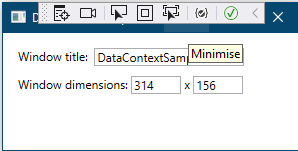 D
Window title: DataContextSam
Minimise
Window dimensions: 314 x 156